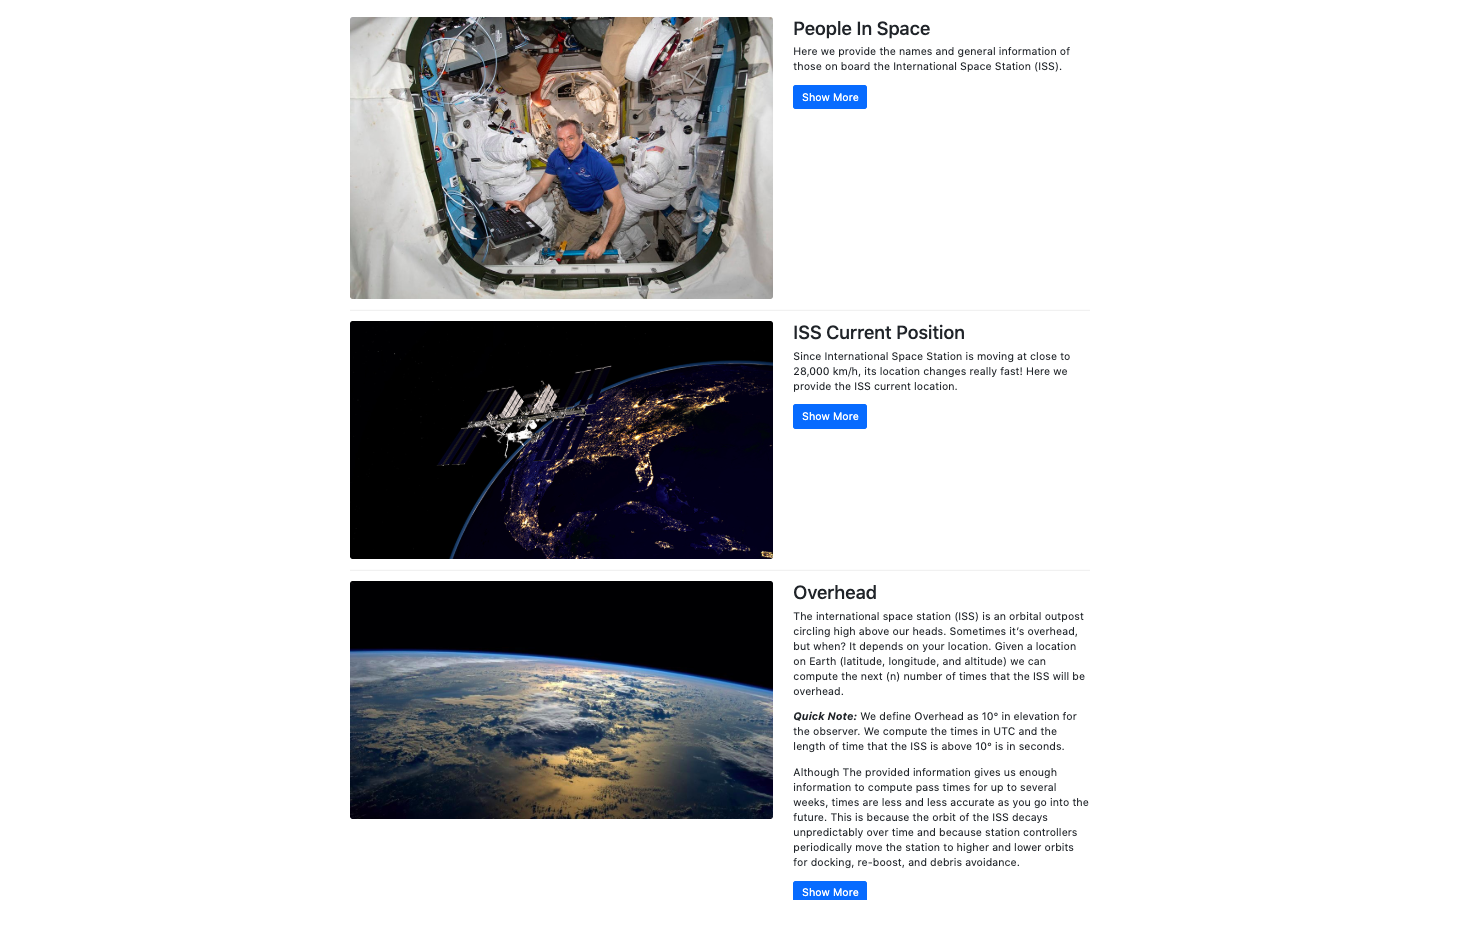 People In Space
Here we provide the names and general information of
those on board the International Space Station (ISS).
Show More
ISS Current Position
Since International Space Station is moving at close to
28,000 km/h, its location changes really fast! Here we
provide the ISS current location.
Show More
Overhead
The international space station (ISS) is an orbital outpost
circling high above our heads. Sometimes it's overhead,
but when? It depends on your location. Given a location
on Earth (latitude, longitude, and altitude) we can
compute the next (n) number of times that the ISS will be
overhead.
Quick Note: We define Overhead as 10° in elevation for
the observer. We compute the times in UTC and the
length of time that the ISS is above 10° is in seconds.
Although The provided information gives us enough
information to compute pass times for up to several
weeks, times are less and less accurate as you go into the
future. This is because the orbit of the ISS decays
unpredictably over time and because station controllers
periodically move the station to higher and lower orbits
for docking, re-boost, and debris avoidance.
Show More